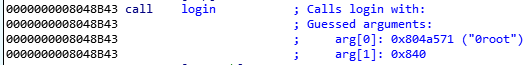 0000000008048B43 call    login             ; Calls login with:
0000000008048B43                           ; Guessed arguments:
0000000008048B43                           ;     arg[0]: 0x804a571 ("0root")
0000000008048B43                           ;     arg[1]: 0x840